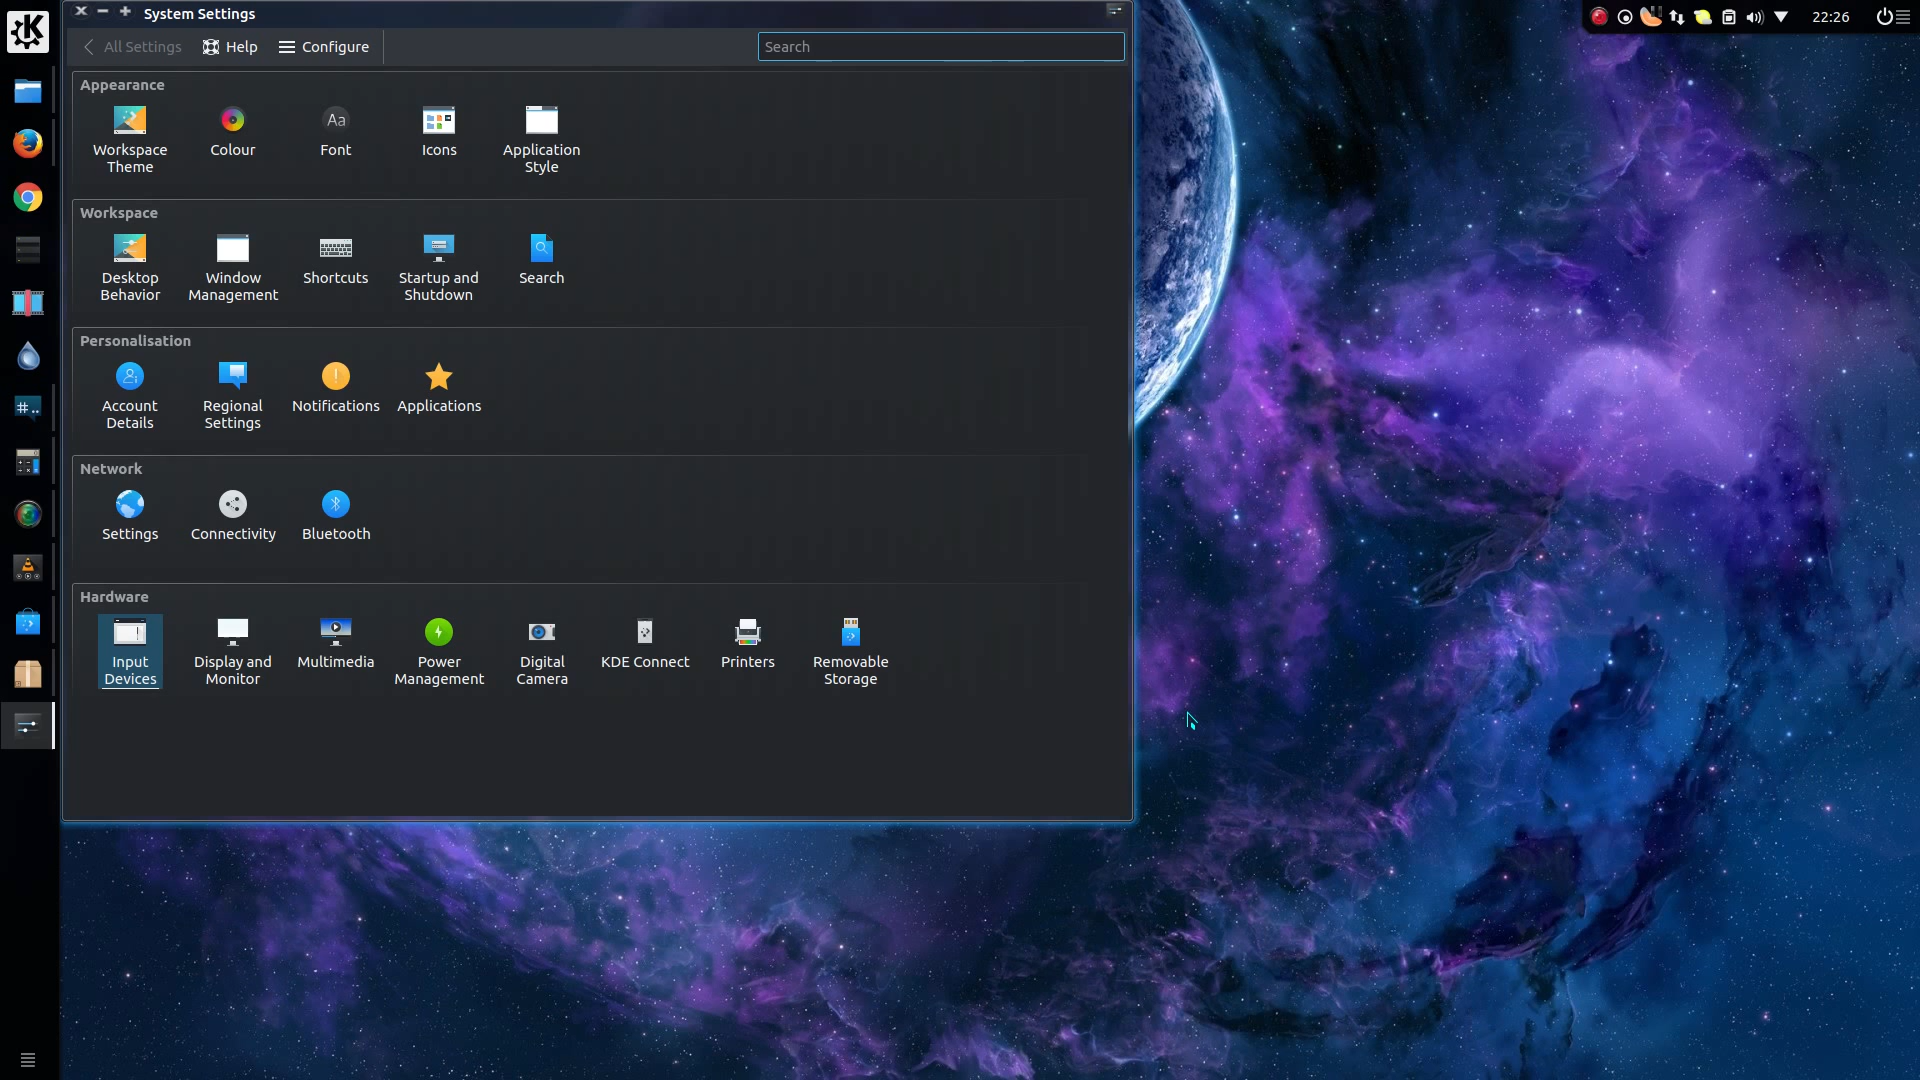 System Settings
22:26
All Settings
Help
Configure
Search
Appearance
Workspace
Theme
Colour
Aa
Font
Icons
Application
Style
Workspace
Desktop
Behavior
Window
Management
Shortcuts
Startup and
Shutdown
Search
Personalisation
Account
Details
Regional
Settings
Notifications
Applications
Network
Settings
Connectivity
Bluetooth
Hardware
Input
Devices
Display and
Monitor
Multimedia
Power
Management
Digital
Camera
KDE Connect
Printers
Removable
Storage